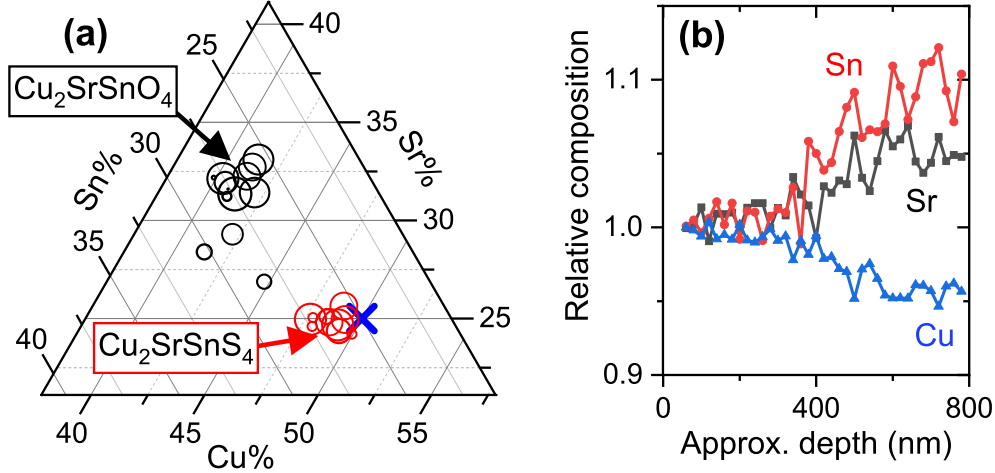 (a)
40
25
Cu₂SrSnO₄
35
Sr%
30
Sn%
30
35
25
Cu₂SrSnS₄
40
40
45
50
55
Cu%
(b)
Sn
1.1
Relative composition
Sr
1.0
Cu
0.9
0
400
800
Approx. depth (nm)